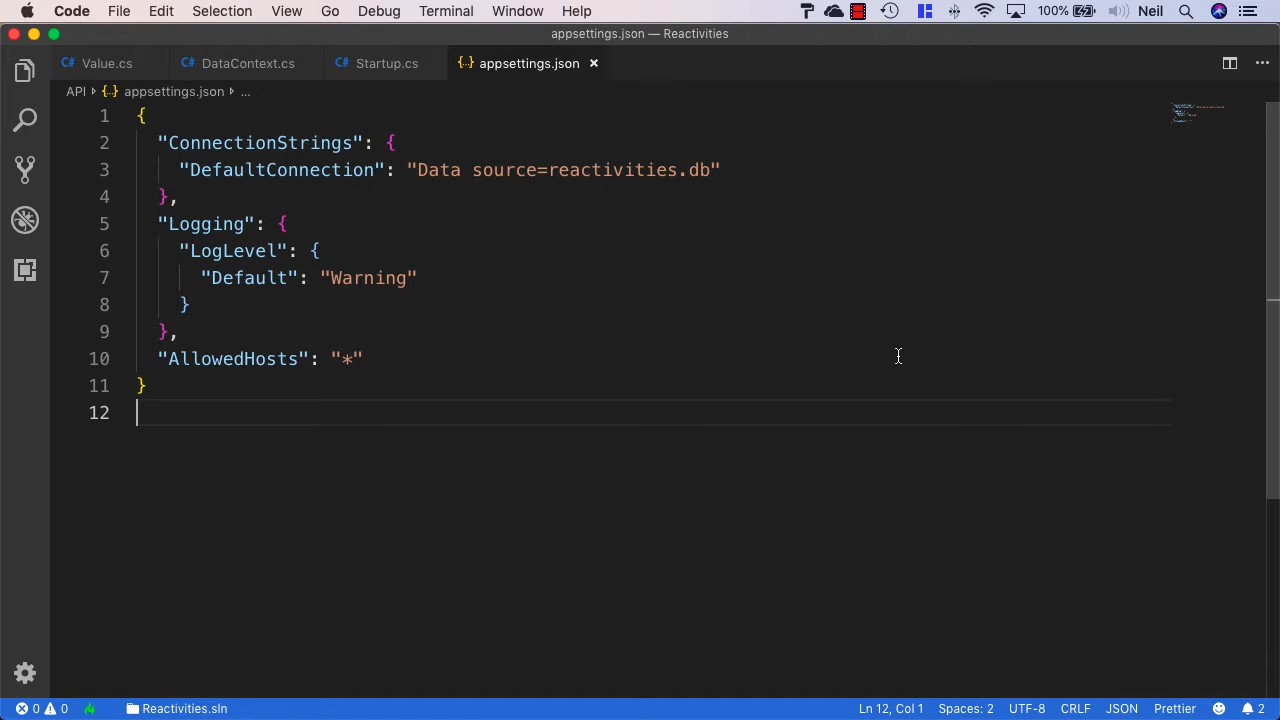 Code File Edit Selection View Go Debug Terminal Window Help 100% Neil
appsettings.json — Reactivities
C# Value.cs C# DataContext.cs C# Startup.cs {} appsettings.json ×
API {..} appsettings.json ...
1 {
2 "ConnectionStrings": {
3 "DefaultConnection": "Data source=reactivities.db"
4 },
5 "Logging": {
6 "LogLevel": {
7 "Default": "Warning"
8 }
9 },
10 "AllowedHosts": "*"
11 }
12
0 0 Reactivities.sln Ln 12, Col 1 Spaces: 2 UTF-8 CRLF JSON Prettier 2